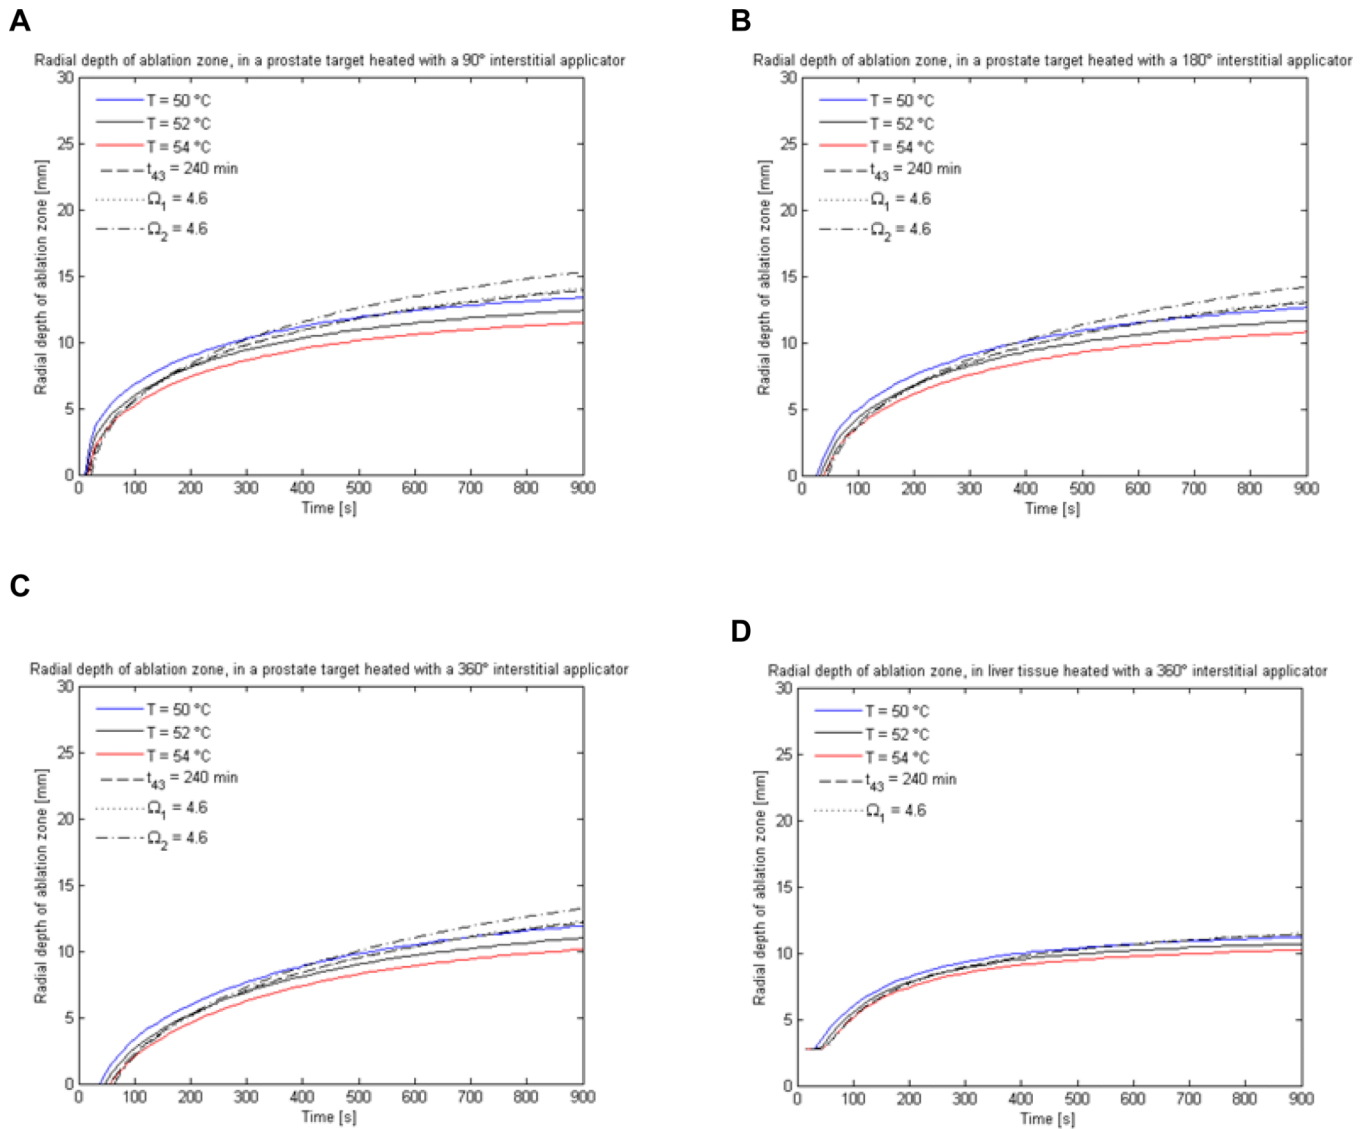 A
Radial depth of ablation zone, in a prostate target heated with a 90° interstitial applicator
30
25
20
15
10
5
0
Radial depth of ablation zone [mm]
T = 50 °C
T = 52 °C
T = 54 °C
t43 = 240 min
Ω1 = 4.6
Ω2 = 4.6
0 100 200 300 400 500 600 700 800 900
Time [s]
B
Radial depth of ablation zone, in a prostate target heated with a 180° interstitial applicator
30
25
20
15
10
5
0
Radial depth of ablation zone [mm]
T = 50 °C
T = 52 °C
T = 54 °C
t43 = 240 min
Ω1 = 4.6
Ω2 = 4.6
0 100 200 300 400 500 600 700 800 900
Time [s]
C
Radial depth of ablation zone, in a prostate target heated with a 360° interstitial applicator
30
25
20
15
10
5
0
Radial depth of ablation zone [mm]
T = 50 °C
T = 52 °C
T = 54 °C
t43 = 240 min
Ω1 = 4.6
Ω2 = 4.6
0 100 200 300 400 500 600 700 800 900
Time [s]
D
Radial depth of ablation zone, in liver tissue heated with a 360° interstitial applicator
30
25
20
15
10
5
0
Radial depth of ablation zone [mm]
T = 50 °C
T = 52 °C
T = 54 °C
t43 = 240 min
Ω1 = 4.6
0 100 200 300 400 500 600 700 800 900
Time [s]